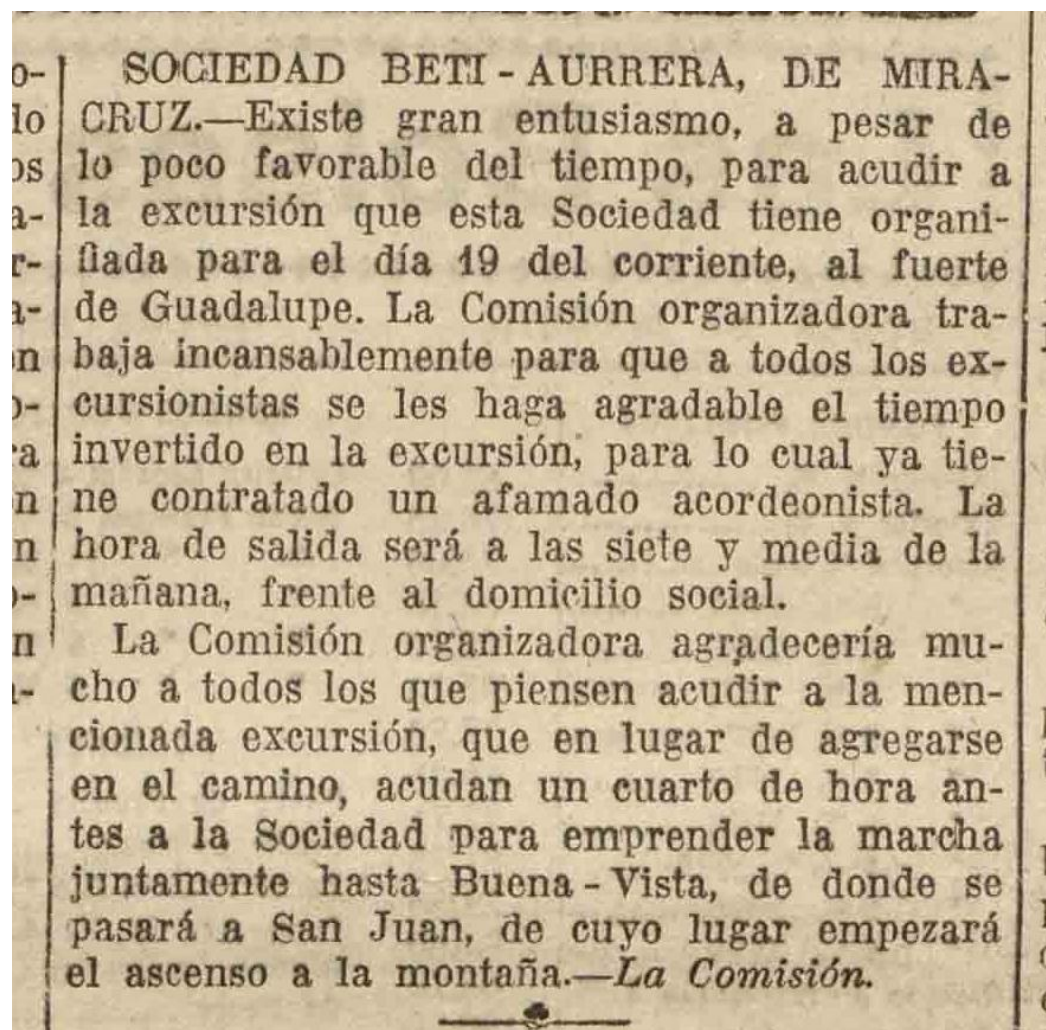 SOCIEDAD BETI - AURRERA, DE MIRA-
CRUZ.—Existe gran entusiasmo, a pesar de
lo poco favorable del tiempo, para acudir a
la excursión que esta Sociedad tiene organi-
ñada para el día 19 del corriente, al fuerte
de Guadalupe. La Comisión organizadora tra-
baja incansablemente para que a todos los ex-
cursionistas se les haga agradable el tiempo
invertido en la excursión, para lo cual ya tie-
ne contratado un afamado acordeonista. La
hora de salida será a las siete y media de la
mañana, frente al domicilio social.
La Comisión organizadora agradecería mu-
cho a todos los que piensen acudir a la men-
cionada excursión, que en lugar de agregarse
en el camino, acudan un cuarto de hora an-
tes a la Sociedad para emprender la marcha
juntamente hasta Buena - Vista, de donde se
pasará a San Juan, de cuyo lugar empezará
el ascenso a la montaña.—La Comisión.